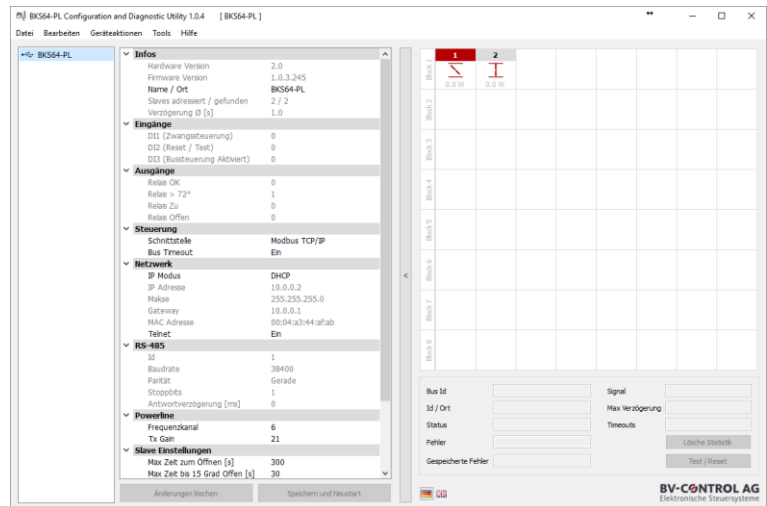 BKS64-PL Configuration and Diagnostic Utility 1.0.4 [ BKS64-PL ]
Datei Bearbeiten Geräteaktionen Tools Hilfe
BKS64-PL
Infos
Hardware Version 2.0
Firmware Version 1.0.3.245
Name / Ort BKS64-PL
Slaves adressiert / gefunden 2 / 2
Verzögerung Ø [s] 1.0
Eingänge
DI1 (Zwangssteuerung) 0
DI2 (Reset / Test) 0
DI3 (Bussteuerung Aktiviert) 0
Ausgänge
Relais OK 0
Relais > 72° 1
Relais Zu 0
Relais Offen 0
Steuerung
Schnittstelle Modbus TCP/IP
Bus Timeout Ein
Netzwerk
IP Modus DHCP
IP Adresse 10.0.0.2
Makse 255.255.255.0
Gateway 10.0.0.1
MAC Adresse 00:04:a3:44:af:ab
Telnet Ein
RS-485
Id 1
Baudrate 38400
Parität Gerade
Stoppbits 1
Antwortverzögerung [ms] 0
Powerline
Frequenzkanal 6
Tx Gain 21
Slave Einstellungen
Max Zeit zum Öffnen [s] 300
Max Zeit bis 15 Grad Offen [s] 30
Änderungen löschen Speichern und Neustart
<
1 2
0.0 W 0.0 W
Block 1
Block 2
Block 3
Block 4
Block 5
Block 6
Block 7
Block 8
Bus Id Signal
Id / Ort Max Verzögerung
Status Timeouts
Fehler Lösche Statistik
Gespeicherte Fehler Test / Reset
BV-CONTROL AG
Elektronische Steuersysteme